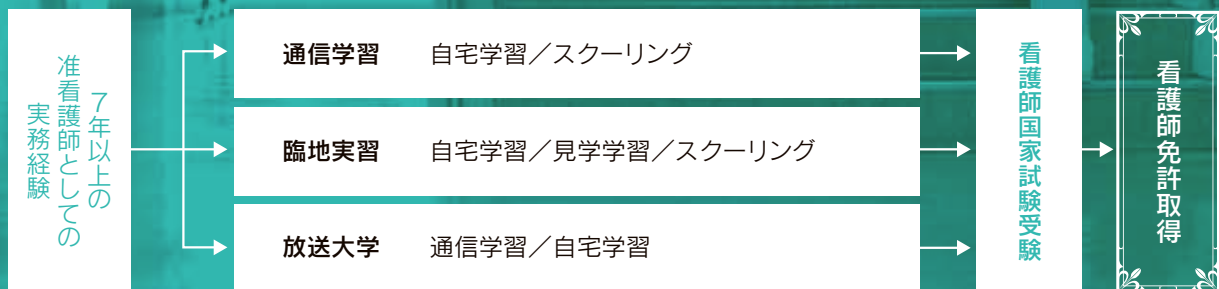 ７年以上の
准看護師としての
実務経験
通信学習 自宅学習／スクーリング
臨地実習 自宅学習／見学学習／スクーリング
放送大学 通信学習／自宅学習
看護師国家試験受験
看護師免許取得